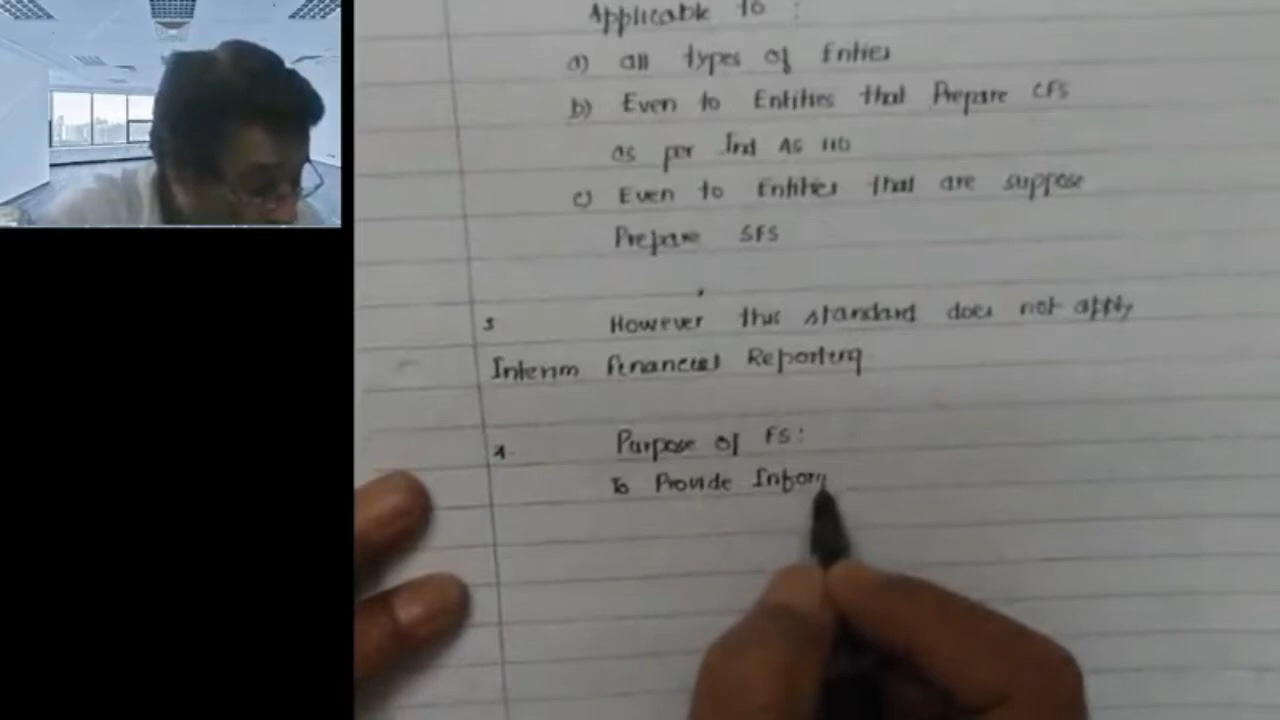 Applicable to :
a) all types of Enties
b) Even to Entities that Prepare CFS
as per Ind AS 110
c) Even to Entities that are suppose
Prepare SFS
3 However this standard does not apply
Interim Financial Reporting
4. Purpose of FS:
To Provide Inform